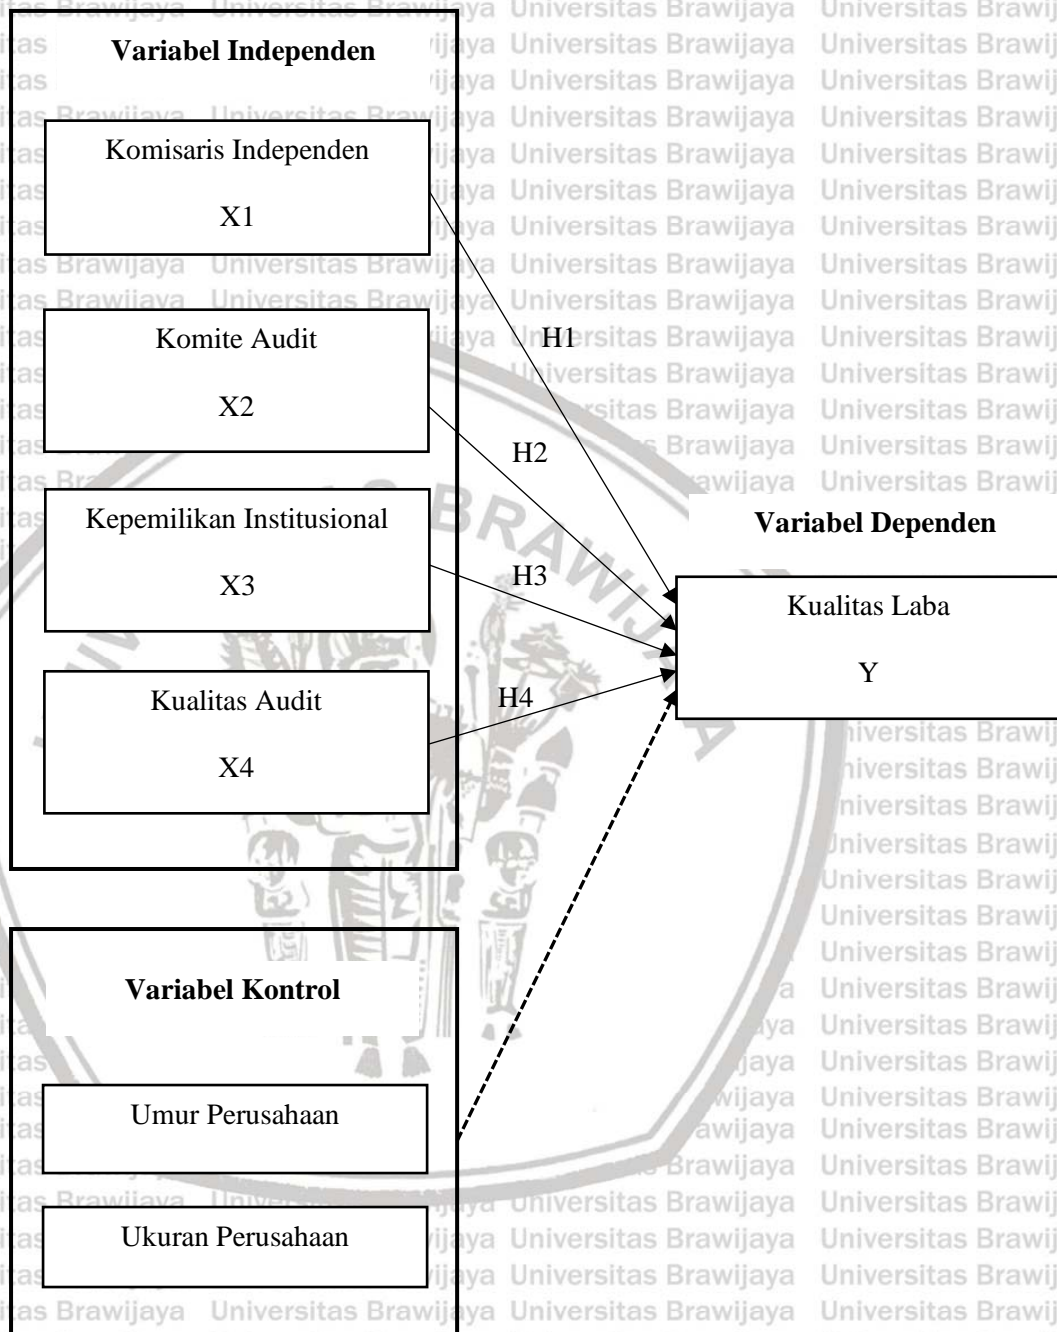 Variabel Independen
Komisaris Independen
X1
Komite Audit
X2
Kepemilikan Institusional
X3
Kualitas Audit
X4
H1
H2
H3
H4
Variabel Dependen
Kualitas Laba
Y
Variabel Kontrol
Umur Perusahaan
Ukuran Perusahaan